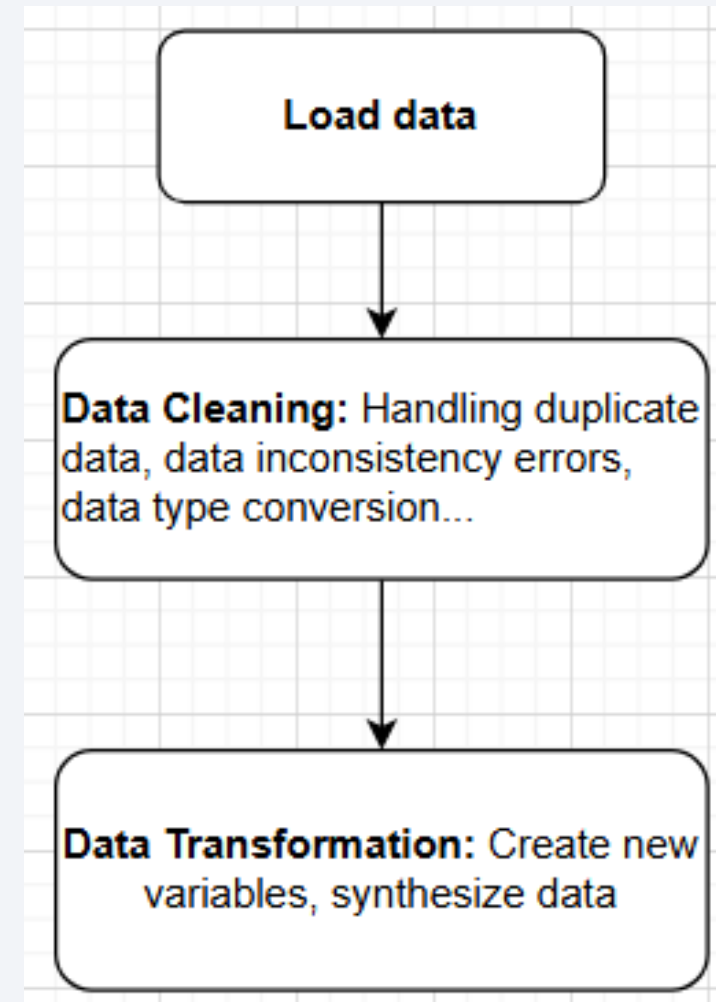 Load data
Data Cleaning: Handling duplicate
data, data inconsistency errors,
data type conversion...
Data Transformation: Create new
variables, synthesize data